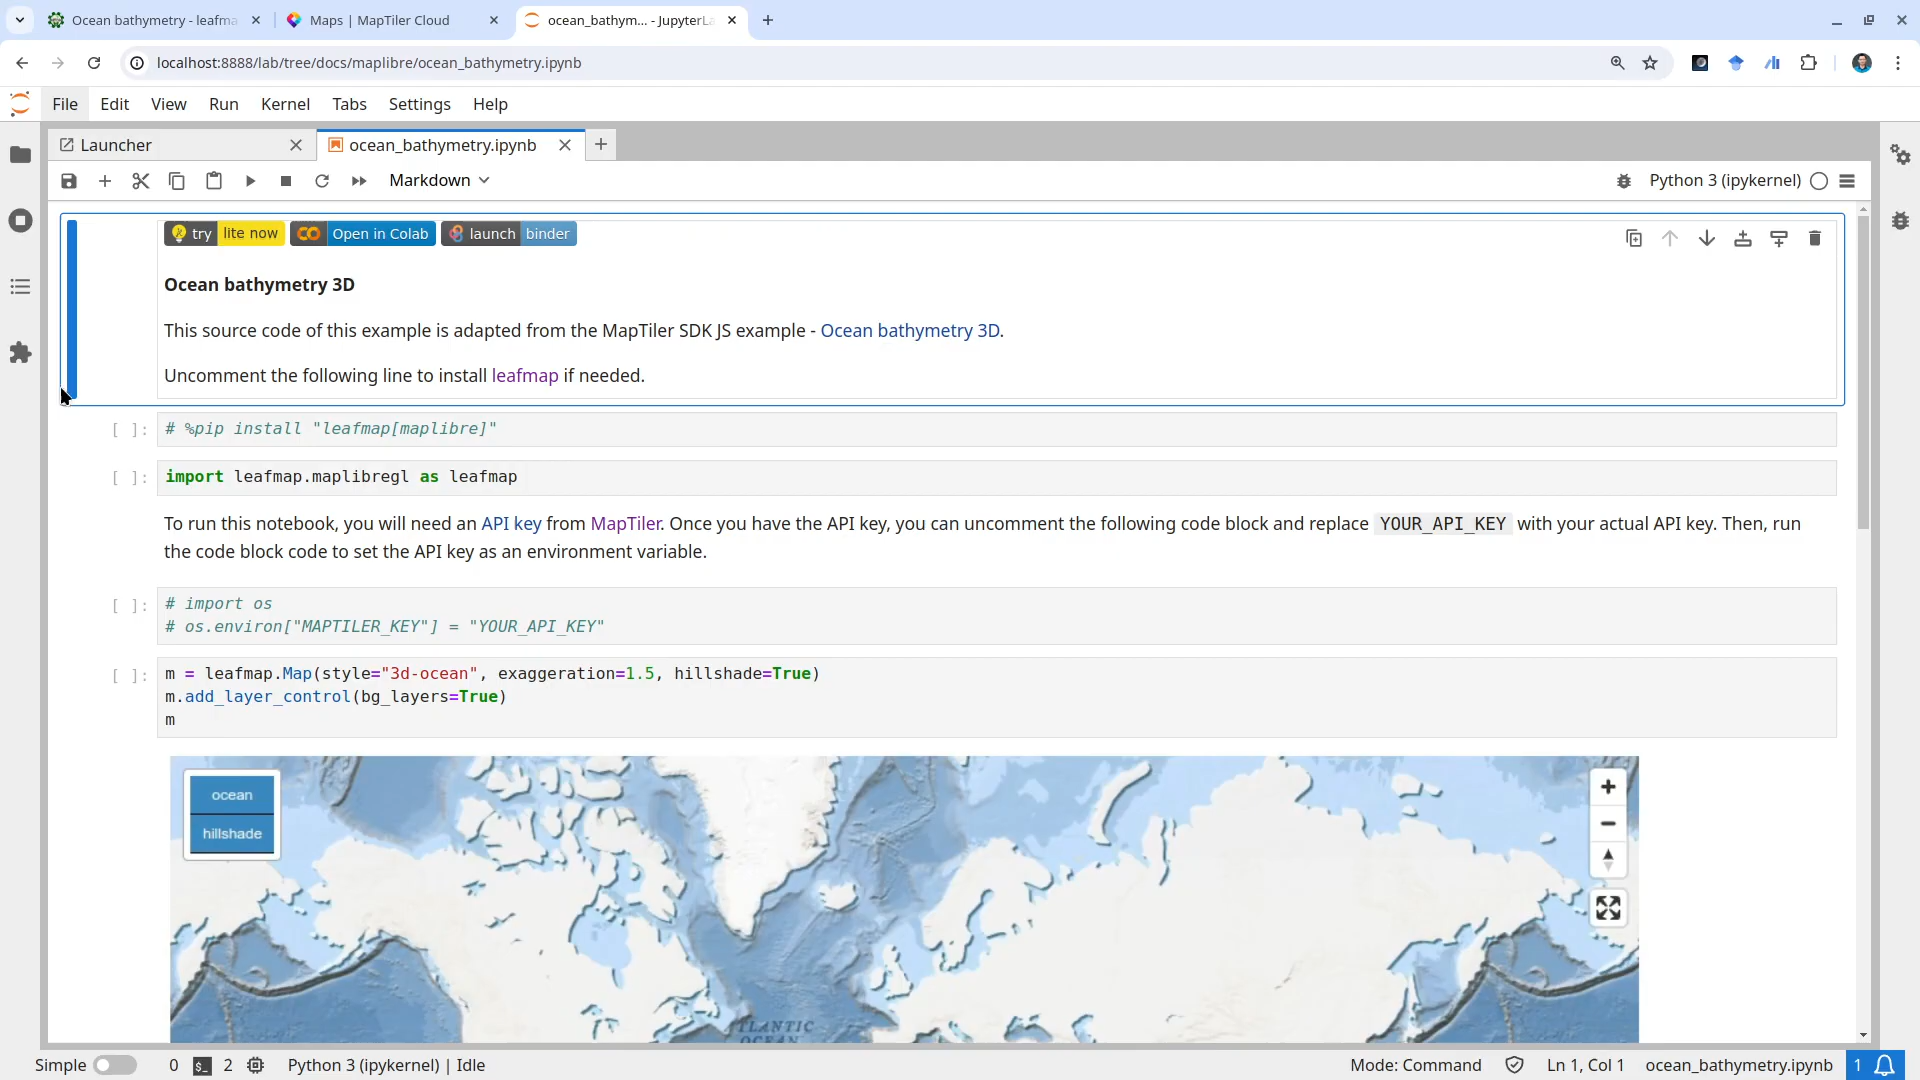 Ocean bathymetry - leafma
Maps | MapTiler Cloud
ocean_bathym... - JupyterLa
localhost:8888/lab/tree/docs/maplibre/ocean_bathymetry.ipynb
File Edit View Run Kernel Tabs Settings Help
Launcher
ocean_bathymetry.ipynb
Markdown
Python 3 (ipykernel)
try lite now
Open in Colab
launch binder
Ocean bathymetry 3D
This source code of this example is adapted from the MapTiler SDK JS example - Ocean bathymetry 3D.
Uncomment the following line to install leafmap if needed.
[ ]: # %pip install "leafmap[maplibre]"
[ ]: import leafmap.maplibregl as leafmap
To run this notebook, you will need an API key from MapTiler. Once you have the API key, you can uncomment the following code block and replace YOUR_API_KEY with your actual API key. Then, run
the code block code to set the API key as an environment variable.
[ ]: # import os
# os.environ["MAPTILER_KEY"] = "YOUR_API_KEY"
[ ]: m = leafmap.Map(style="3d-ocean", exaggeration=1.5, hillshade=True)
m.add_layer_control(bg_layers=True)
m
ocean
hillshade
TLANTIC
OCEAN
Simple 0 $_ 2 Python 3 (ipykernel) | Idle Mode: Command Ln 1, Col 1 ocean_bathymetry.ipynb 1